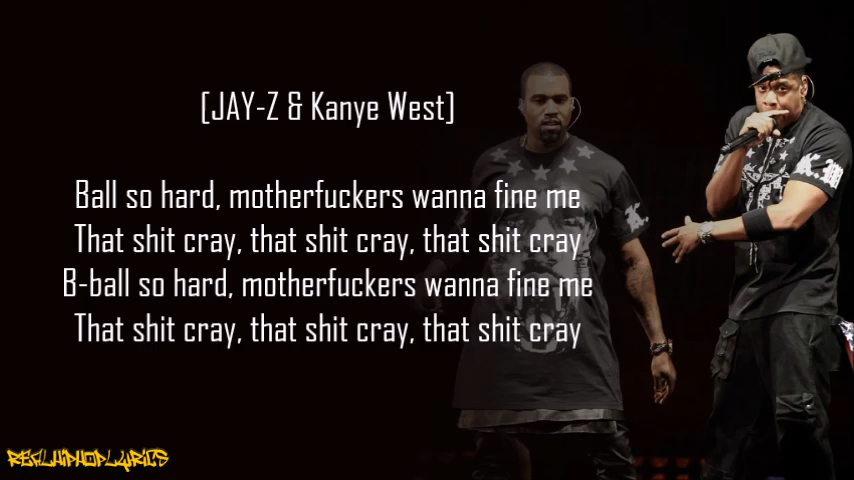 [JAY-Z & Kanye West]
Ball so hard, motherfuckers wanna fine me
That shit cray, that shit cray, that shit cray
B-ball so hard, motherfuckers wanna fine me
That shit cray, that shit cray, that shit cray
REALHIPHOPLYRICS